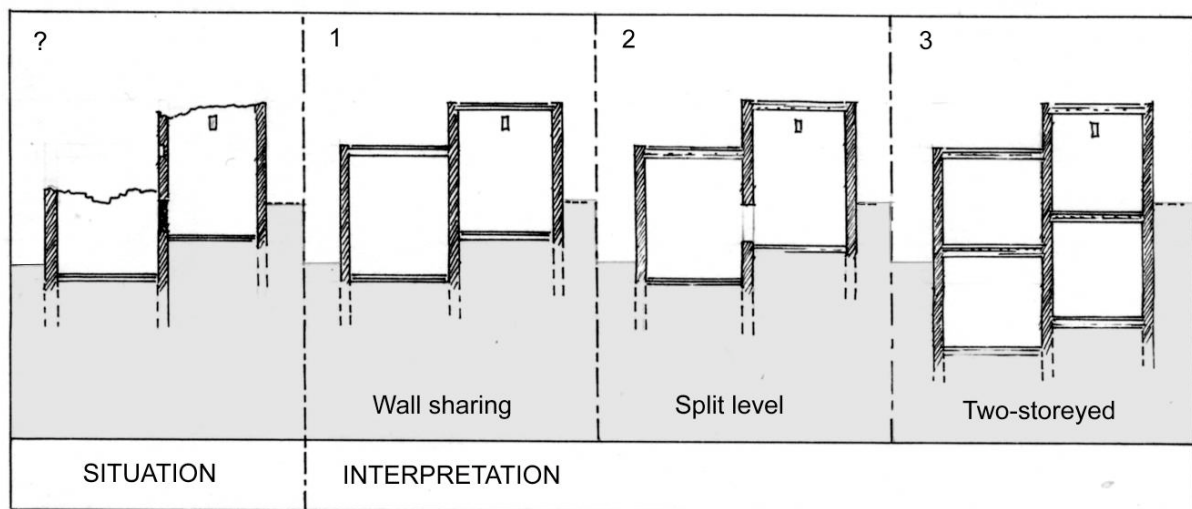 ?
1
2
3
Wall sharing
Split level
Two-storeyed
SITUATION
INTERPRETATION